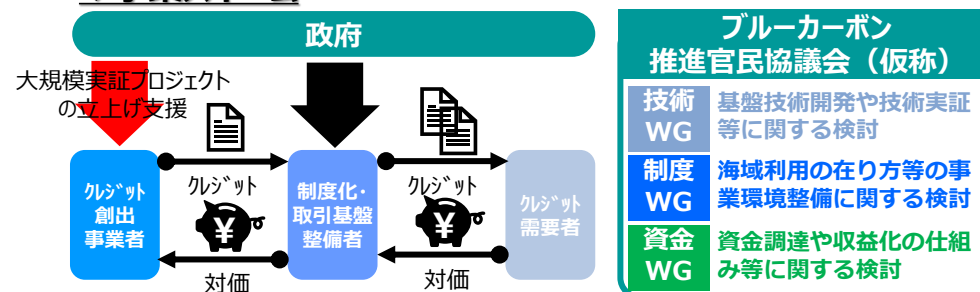 政府
大規模実証プロジェクト
の立上げ支援
ｸﾚｼﾞｯﾄ
創出
事業者
ｸﾚｼﾞｯﾄ
¥
対価
制度化・
取引基盤
整備者
ｸﾚｼﾞｯﾄ
¥
対価
ｸﾚｼﾞｯﾄ
需要者
ブルーカーボン
推進官民協議会（仮称）
技術
WG
基盤技術開発や技術実証
等に関する検討
制度
WG
海域利用の在り方等の事
業環境整備に関する検討
資金
WG
資金調達や収益化の仕組
み等に関する検討